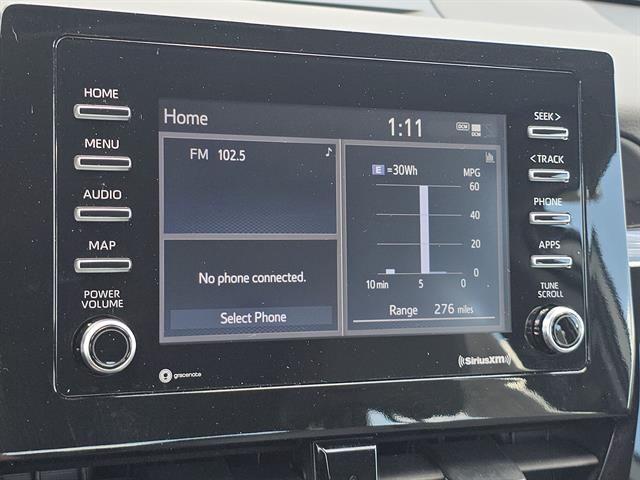 HOME
MENU
AUDIO
MAP
POWER
VOLUME
Home
1:11
DCM
DCM
FM 102.5
E =30Wh
MPG
60
40
20
0
10 min 5 0
Range 276 miles
No phone connected.
Select Phone
SEEK >
< TRACK
PHONE
APPS
TUNE
SCROLL
gracenote
SiriusXM